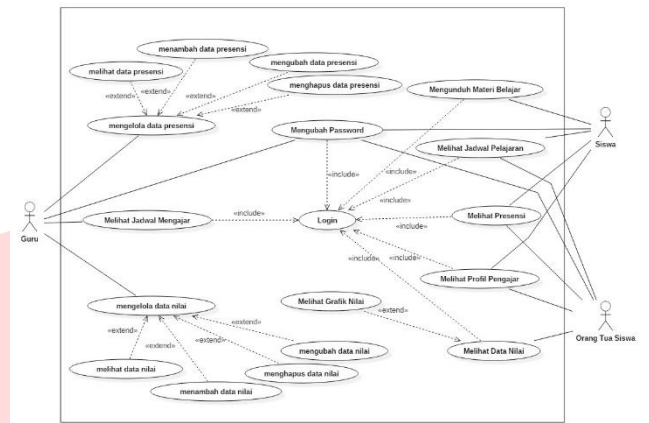 menambah data presensi
melihat data presensi
mengubah data presensi
menghapus data presensi
«extend»
«extend»
«extend»
«extend»
mengelola data presensi
Mengunduh Materi Belajar
Mengubah Password
Siswa
Melihat Jadwal Pelajaran
«include»
«include»
«include»
Guru
Melihat Jadwal Mengajar
«include»
Login
Melihat Presensi
«include»
«include»
«include»
Melihat Profil Pengajar
mengelola data nilai
Melihat Grafik Nilai
«extend»
Orang Tua Siswa
«extend»
«extend»
«extend»
«extend»
mengubah data nilai
Melihat Data Nilai
melihat data nilai
menghapus data nilai
menambah data nilai